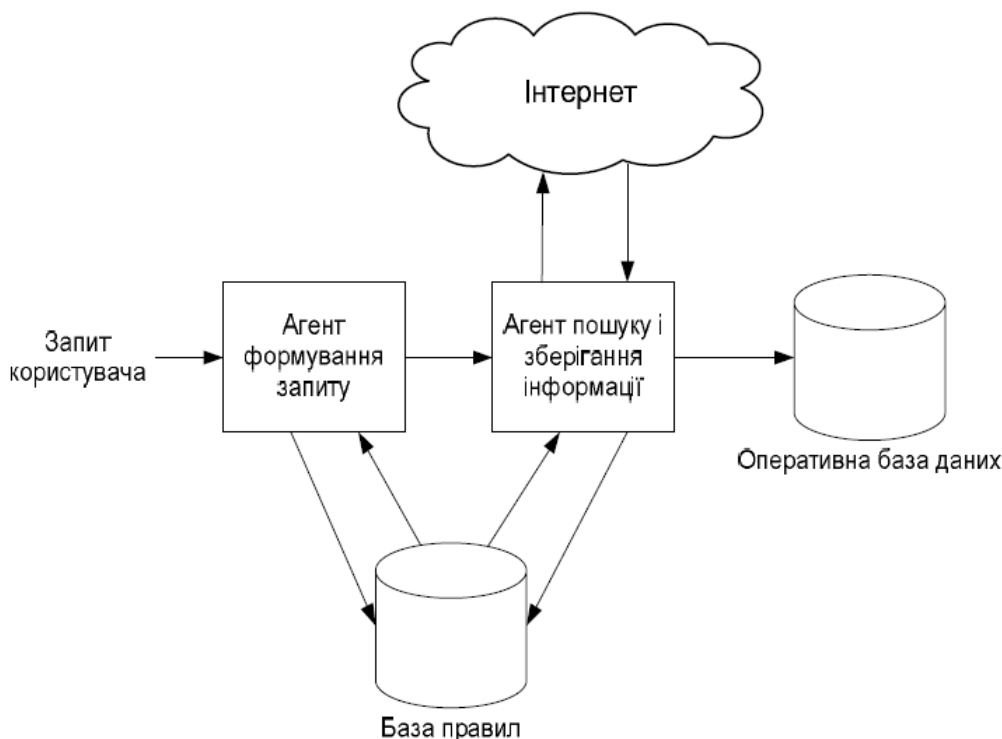 Інтернет
Запит
користувача
Агент
формування
запиту
Агент пошуку і
зберігання
інформації
Оперативна база даних
База правил